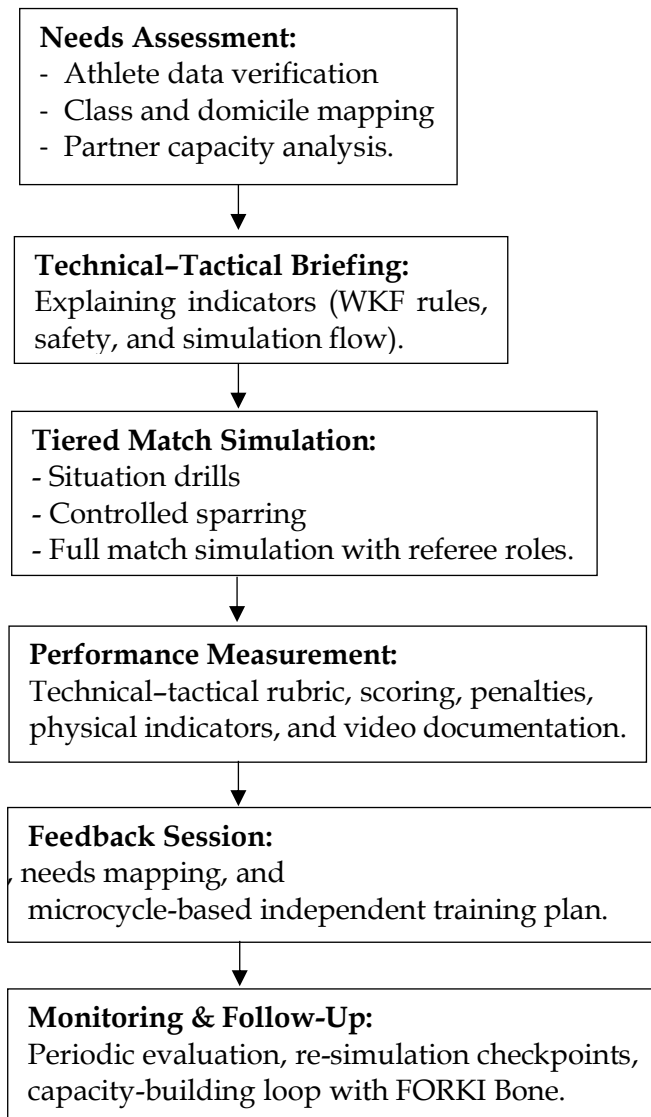 Needs Assessment:
- Athlete data verification
- Class and domicile mapping
- Partner capacity analysis.
Technical–Tactical Briefing:
Explaining indicators (WKF rules,
safety, and simulation flow).
Tiered Match Simulation:
- Situation drills
- Controlled sparring
- Full match simulation with referee roles.
Performance Measurement:
Technical–tactical rubric, scoring, penalties,
physical indicators, and video documentation.
Feedback Session:
, needs mapping, and
microcycle-based independent training plan.
Monitoring & Follow-Up:
Periodic evaluation, re-simulation checkpoints,
capacity-building loop with FORKI Bone.